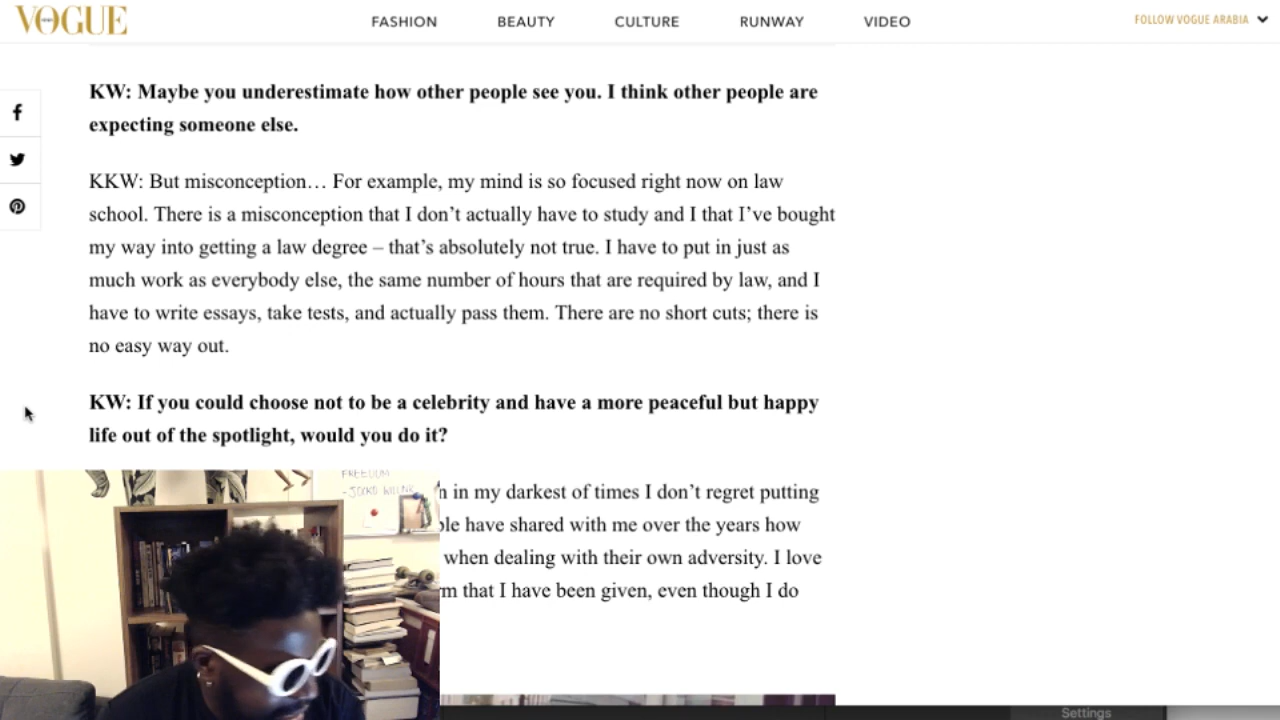 VOGUE
FASHION
BEAUTY
CULTURE
RUNWAY
VIDEO
FOLLOW VOGUE ARABIA
KW: Maybe you underestimate how other people see you. I think other people are
expecting someone else.
KKW: But misconception… For example, my mind is so focused right now on law
school. There is a misconception that I don’t actually have to study and I that I’ve bought
my way into getting a law degree – that’s absolutely not true. I have to put in just as
much work as everybody else, the same number of hours that are required by law, and I
have to write essays, take tests, and actually pass them. There are no short cuts; there is
no easy way out.
KW: If you could choose not to be a celebrity and have a more peaceful but happy
life out of the spotlight, would you do it?
FREEDOM
n in my darkest of times I don’t regret putting
ple have shared with me over the years how
when dealing with their own adversity. I love
rm that I have been given, even though I do
Settings